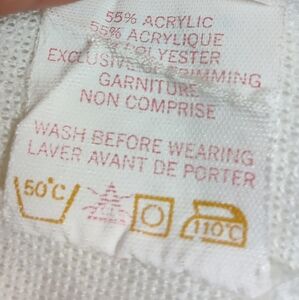 55% ACRYLIC
55% ACRYLIQUE
POLYESTER
EXCLUSIVE OF TRIMMING
GARNITURE
NON COMPRISE
WASH BEFORE WEARING
LAVER AVANT DE PORTER
50°C 110°C